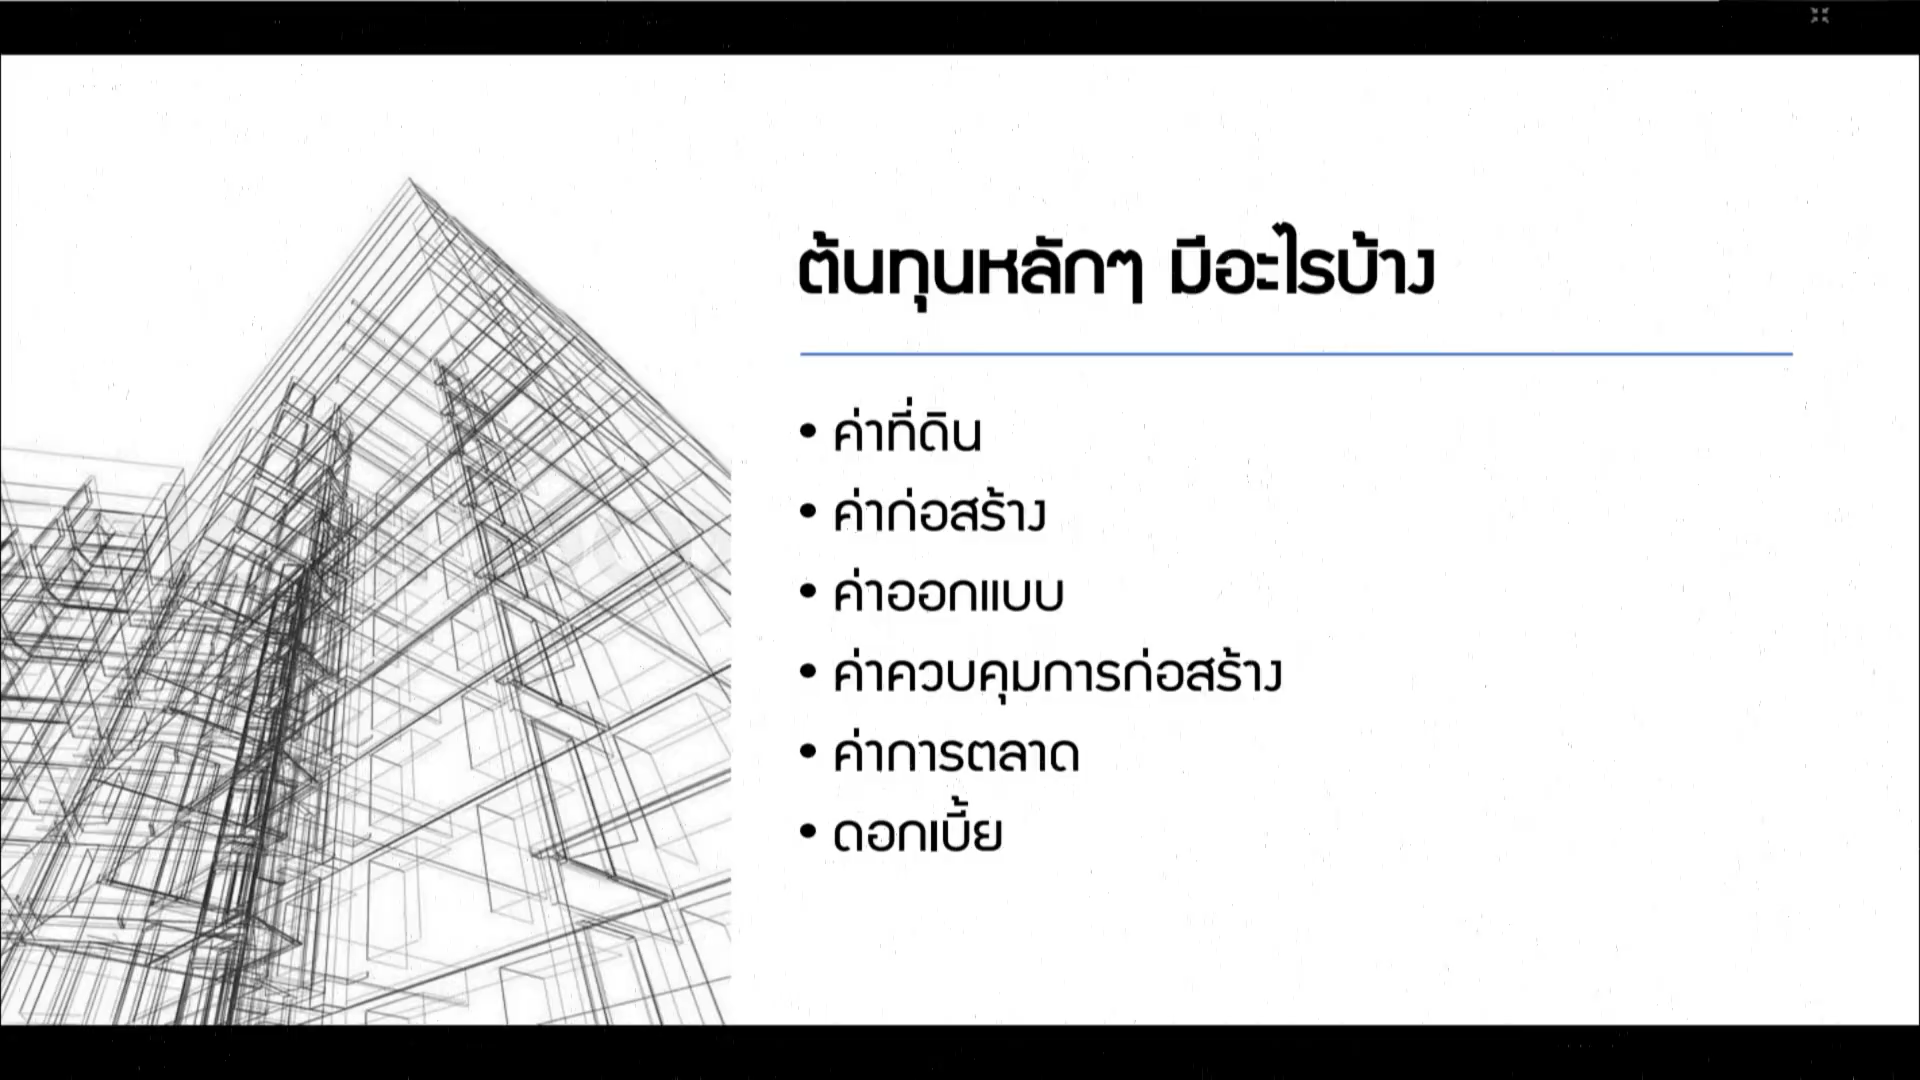 ต้นทุนหลักๆ มีอะไรบ้าง
• ค่าที่ดิน
• ค่าก่อสร้าง
• ค่าออกแบบ
• ค่าควบคุมการก่อสร้าง
• ค่าการตลาด
• ดอกเบี้ย